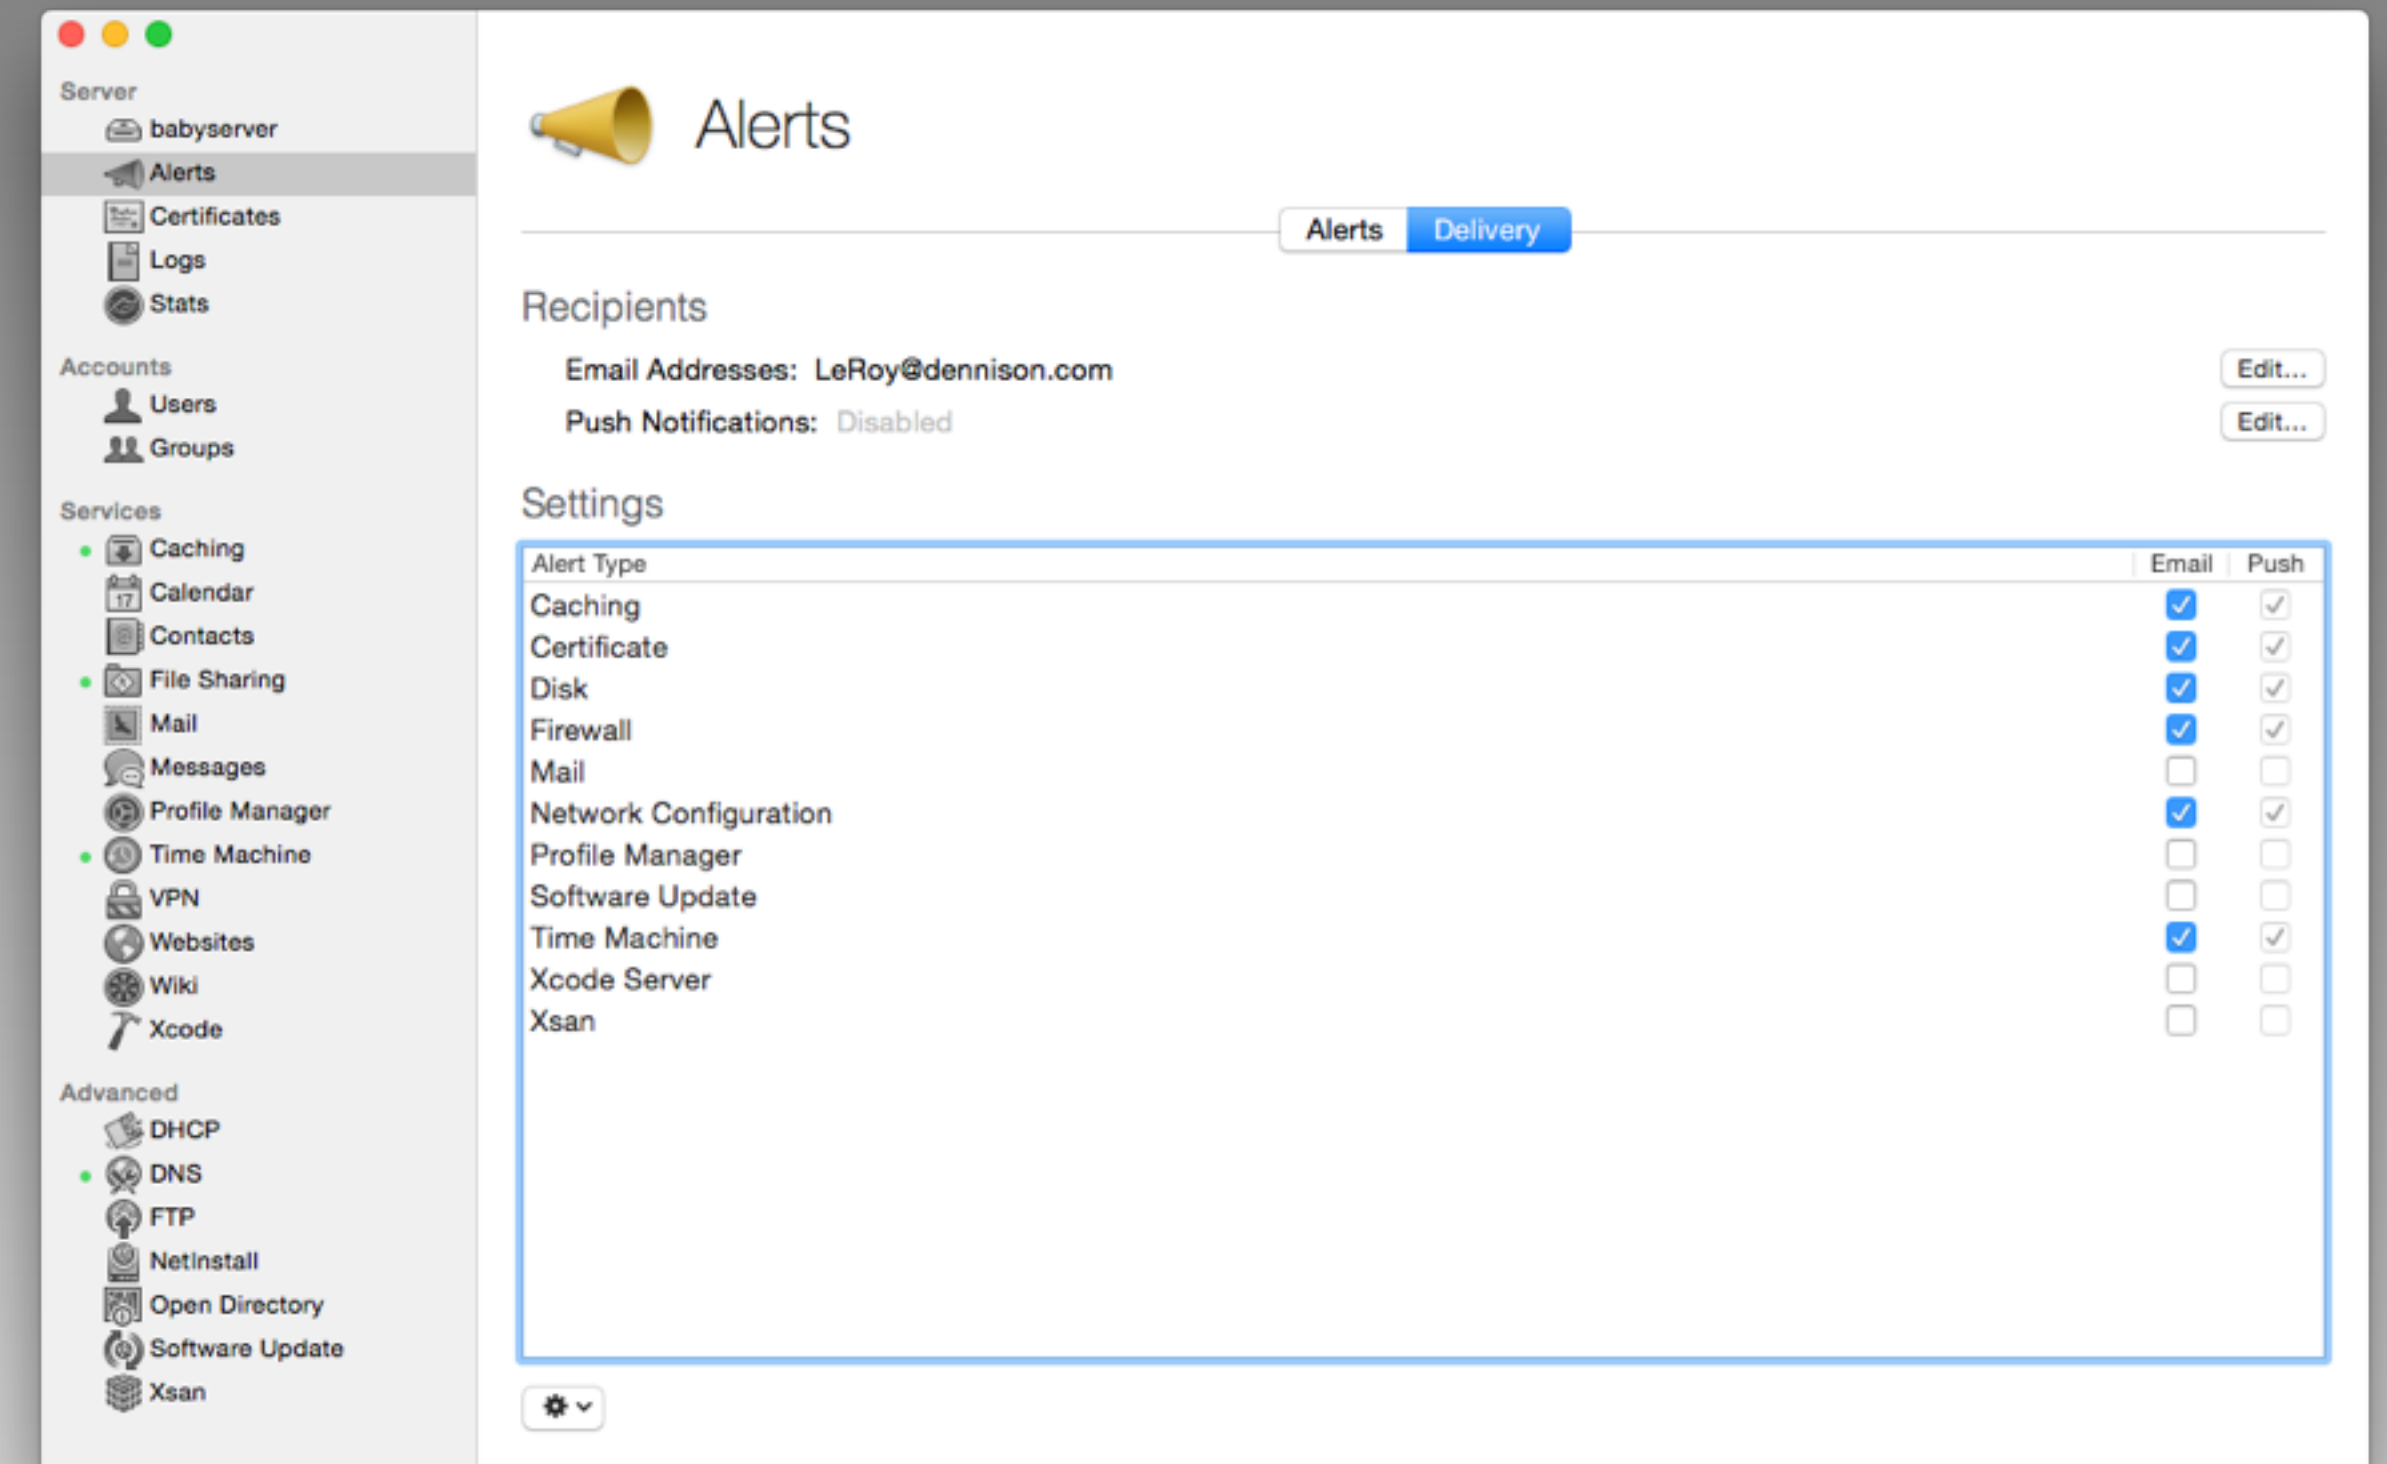 Server
babyserver
Alerts
Certificates
Logs
Stats
Accounts
Users
Groups
Services
Caching
17
Calendar
Contacts
File Sharing
Mail
Messages
Profile Manager
Time Machine
VPN
Websites
Wiki
Xcode
Advanced
DHCP
DNS
FTP
NetInstall
Open Directory
Software Update
Xsan
Alerts
Alerts Delivery
Recipients
Email Addresses: LeRoy@dennison.com Edit...
Push Notifications: Disabled Edit...
Settings
Alert Type Email Push
Caching
Certificate
Disk
Firewall
Mail
Network Configuration
Profile Manager
Software Update
Time Machine
Xcode Server
Xsan